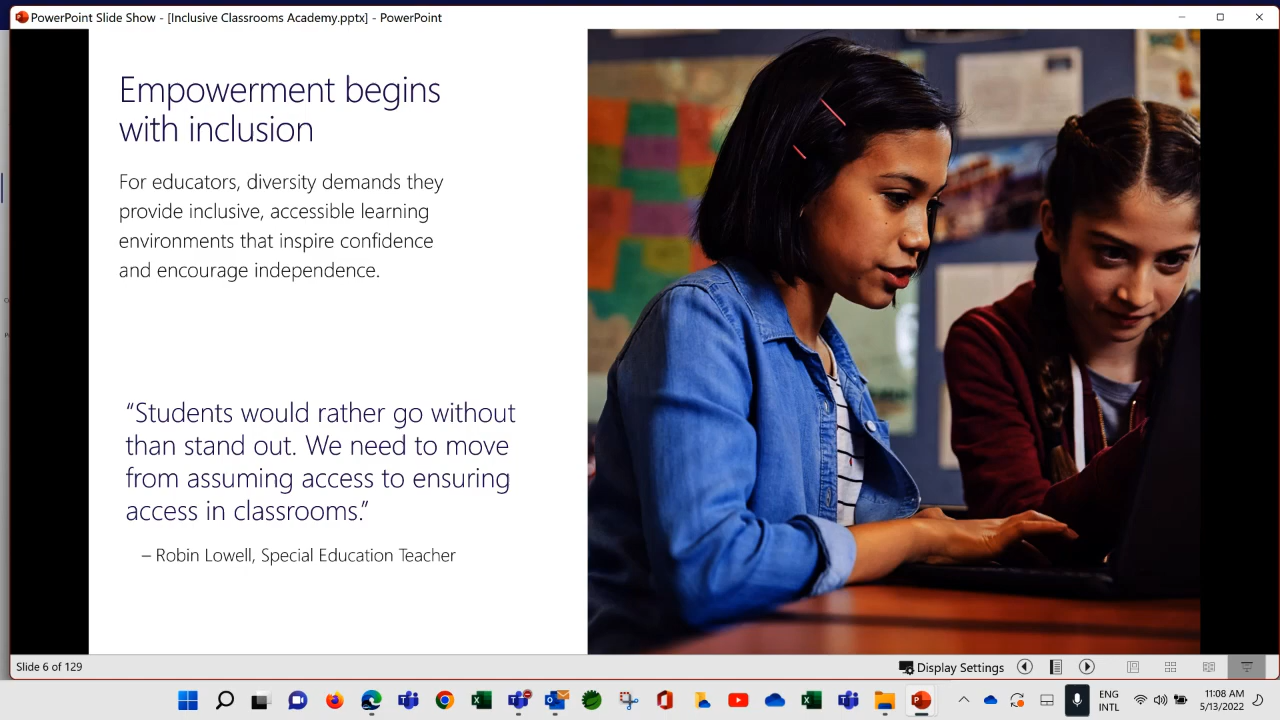 PowerPoint Slide Show - [Inclusive Classrooms Academy.pptx] - PowerPoint
Empowerment begins
with inclusion
For educators, diversity demands they
provide inclusive, accessible learning
environments that inspire confidence
and encourage independence.
“Students would rather go without
than stand out. We need to move
from assuming access to ensuring
access in classrooms.”
– Robin Lowell, Special Education Teacher
Slide 6 of 129
Display Settings
ENG
INTL
11:08 AM
5/13/2022